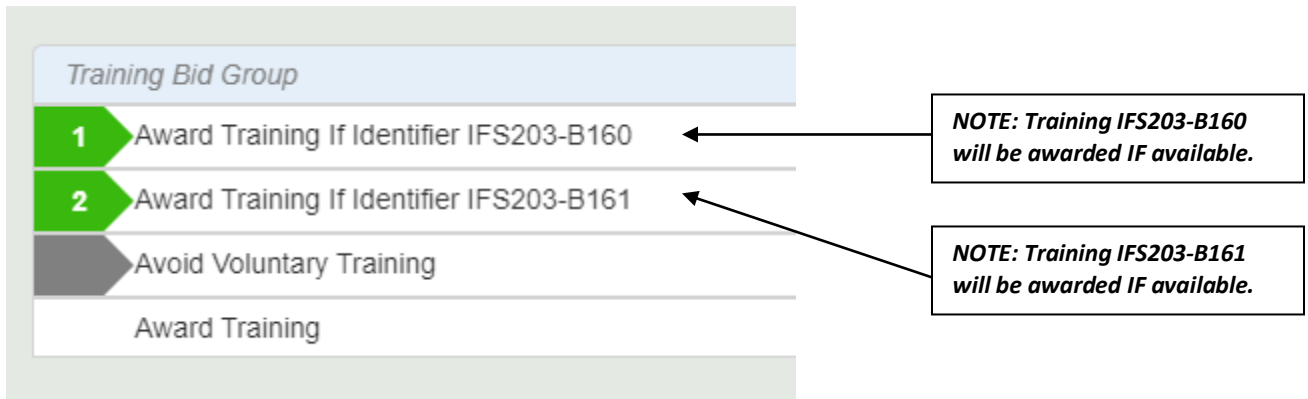 Training Bid Group
1 Award Training If Identifier IFS203-B160
NOTE: Training IFS203-B160
will be awarded IF available.
2 Award Training If Identifier IFS203-B161
Avoid Voluntary Training
NOTE: Training IFS203-B161
will be awarded IF available.
Award Training